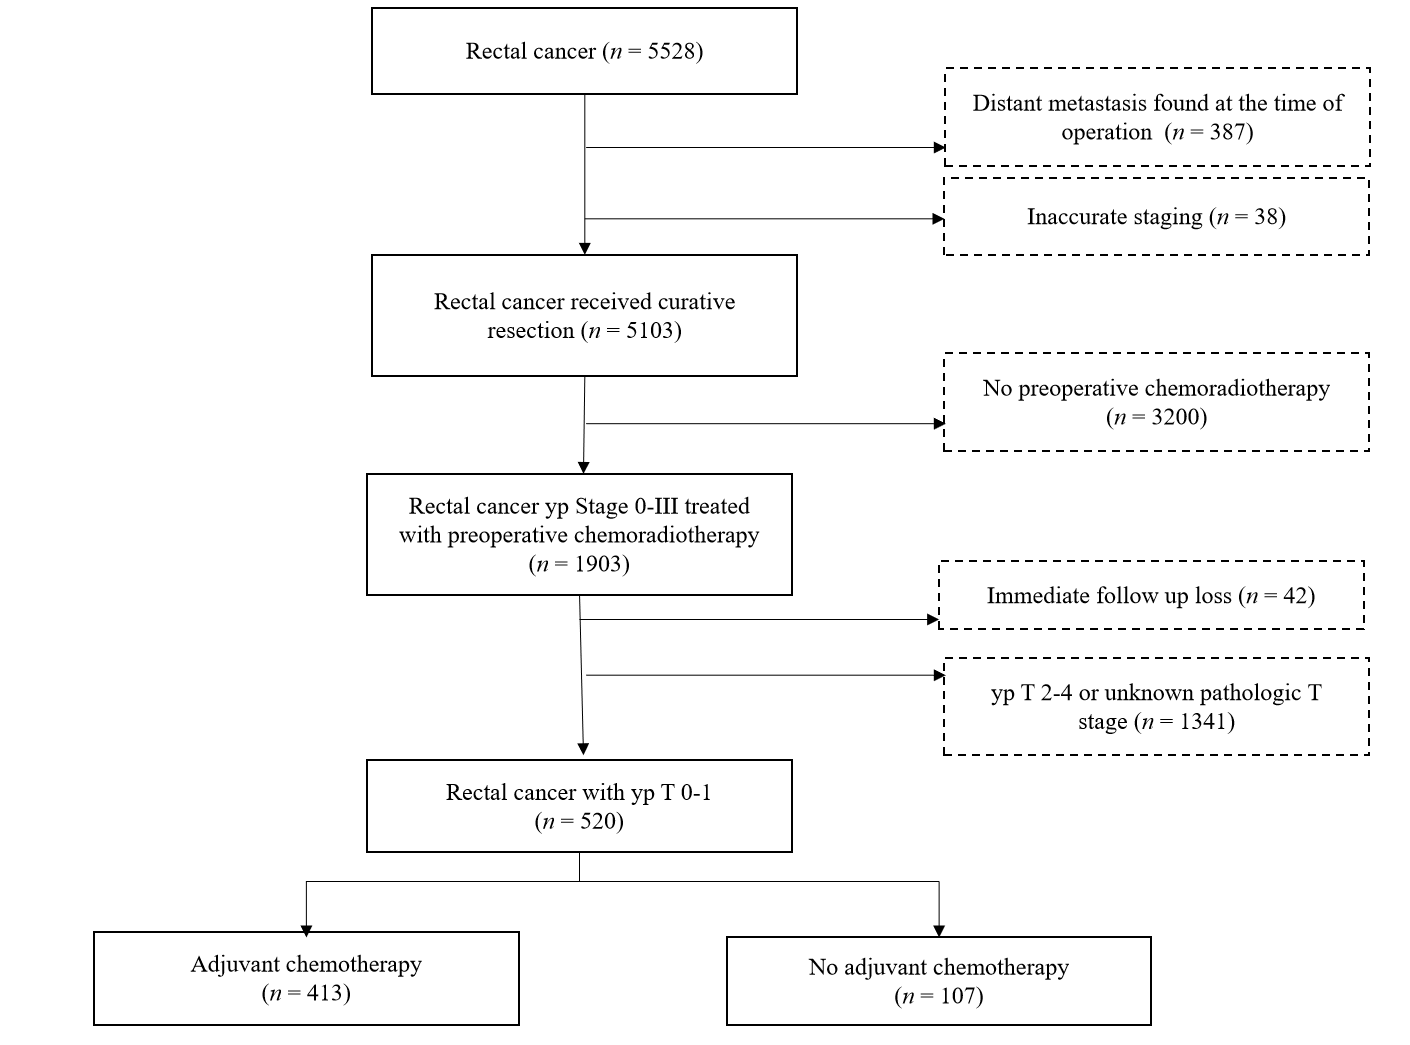 Rectal cancer (n = 5528)
Distant metastasis found at the time of
operation  (n = 387)
Inaccurate staging (n = 38)
Rectal cancer received curative
resection (n = 5103)
No preoperative chemoradiotherapy
(n = 3200)
Rectal cancer yp Stage 0-III treated
with preoperative chemoradiotherapy
(n = 1903)
Immediate follow up loss (n = 42)
yp T 2-4 or unknown pathologic T
stage (n = 1341)
Rectal cancer with yp T 0-1
(n = 520)
Adjuvant chemotherapy
(n = 413)
No adjuvant chemotherapy
(n = 107)